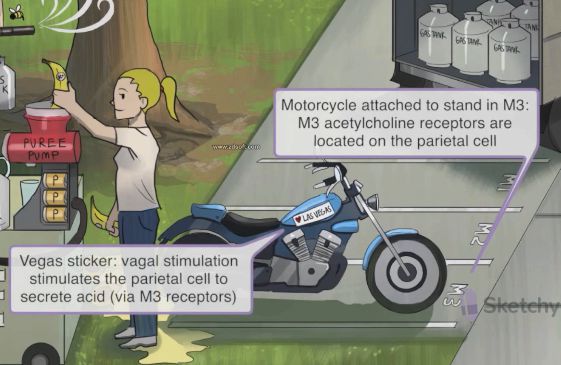 GAS TANK
GAS TANK
GAS TANK
GAS TANK
Motorcycle attached to stand in M3:
M3 acetylcholine receptors are
located on the parietal cell
www.zdsoft.com
PUREE
PUMP
P
P
P
LAS VEGAS
M1
M2
M3
Vegas sticker: vagal stimulation
stimulates the parietal cell to
secrete acid (via M3 receptors)
Sketchy